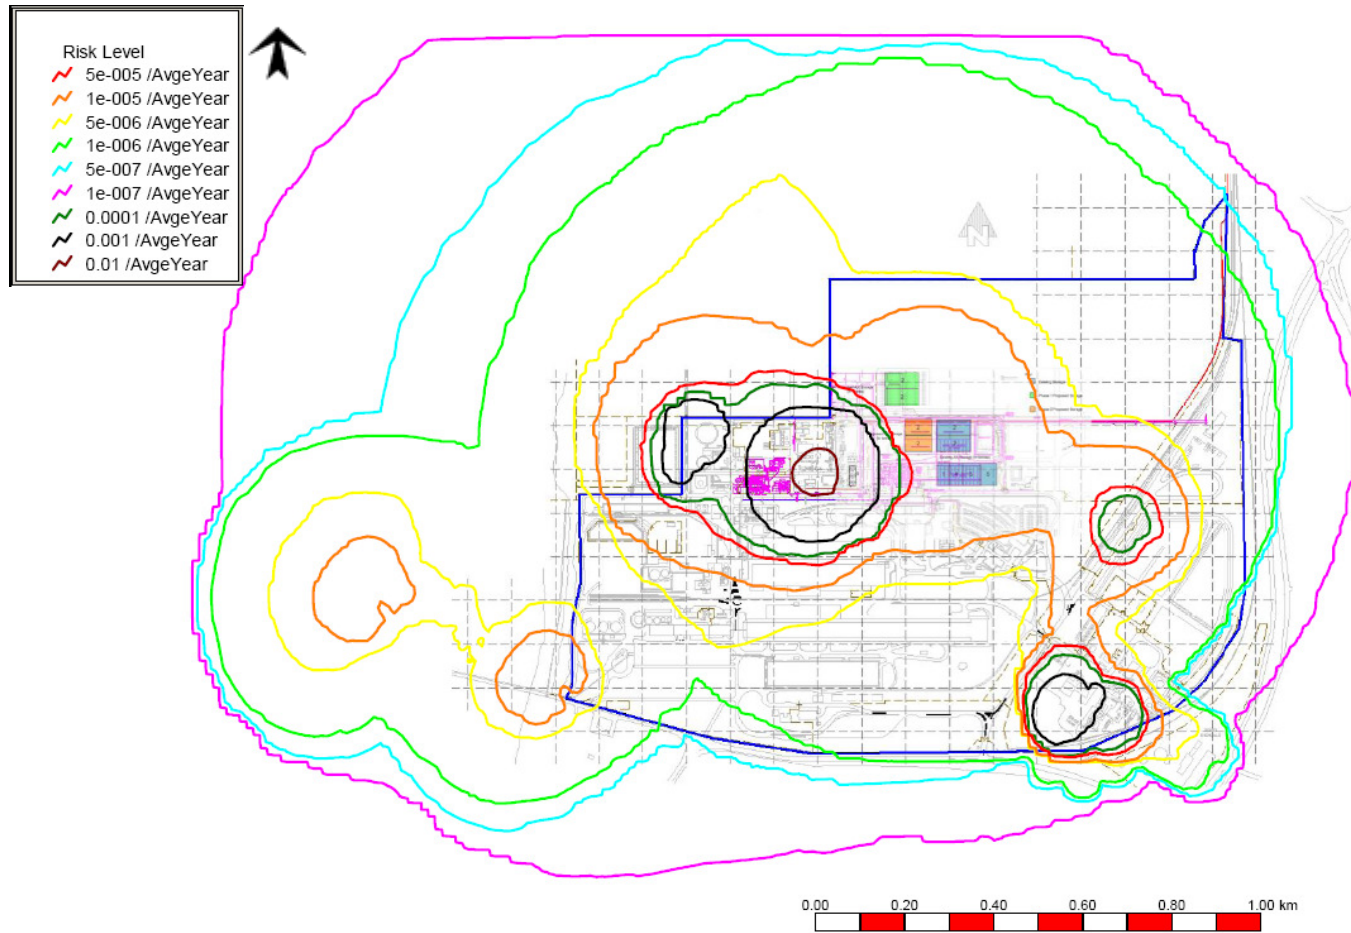 Risk Level
5e-005 /AvgeYear
1e-005 /AvgeYear
5e-006 /AvgeYear
1e-006 /AvgeYear
5e-007 /AvgeYear
1e-007 /AvgeYear
0.0001 /AvgeYear
0.001 /AvgeYear
0.01 /AvgeYear
N
0.00 0.20 0.40 0.60 0.80 1.00 km